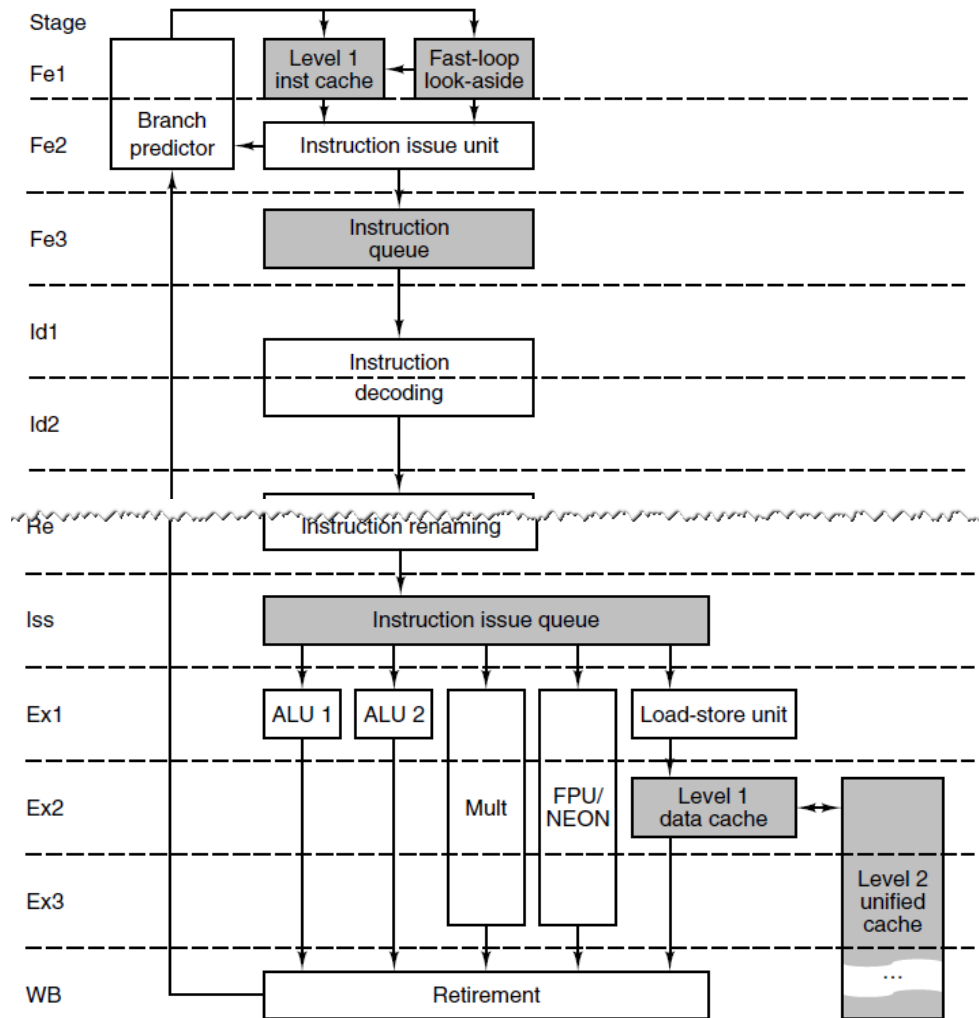 Stage
Fe1
Level 1
inst cache
Fast-loop
look-aside
Branch
predictor
Fe2
Instruction issue unit
Fe3
Instruction
queue
Id1
Instruction
decoding
Id2
Re
Instruction renaming
Iss
Instruction issue queue
Ex1
ALU 1
ALU 2
Load-store unit
Ex2
Mult
FPU/
NEON
Level 1
data cache
Ex3
Level 2
unified
cache
...
WB
Retirement